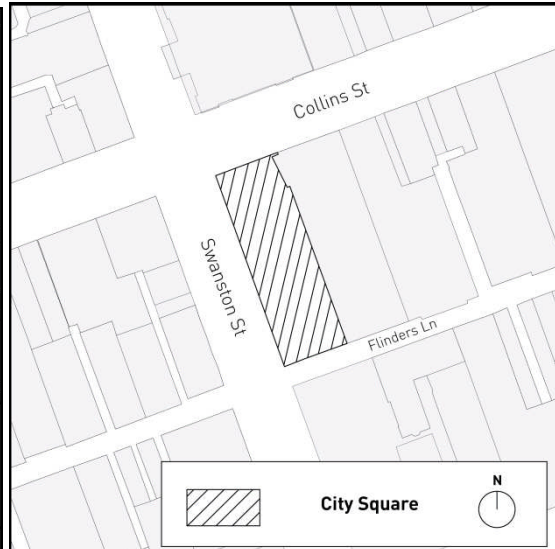 Collins St
Swanston St
Flinders Ln
City Square
N